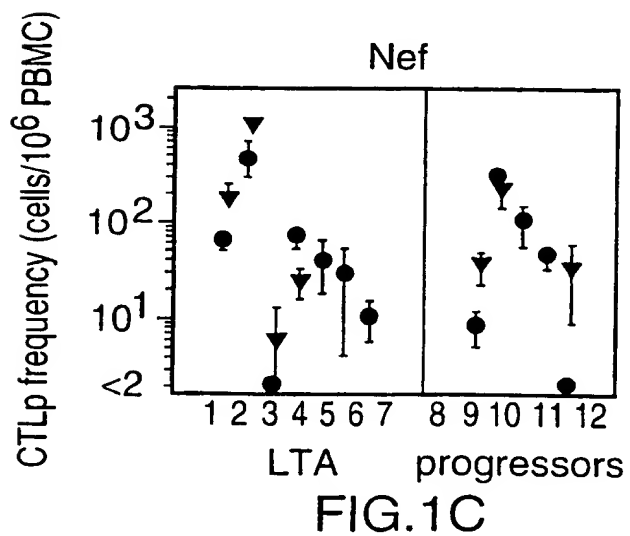 Nef
CTLp frequency (cells/10⁶ PBMC)
10³
10²
10¹
<2
1 2 3 4 5 6 7 8 9 10 11 12
LTA progressors
FIG.1C